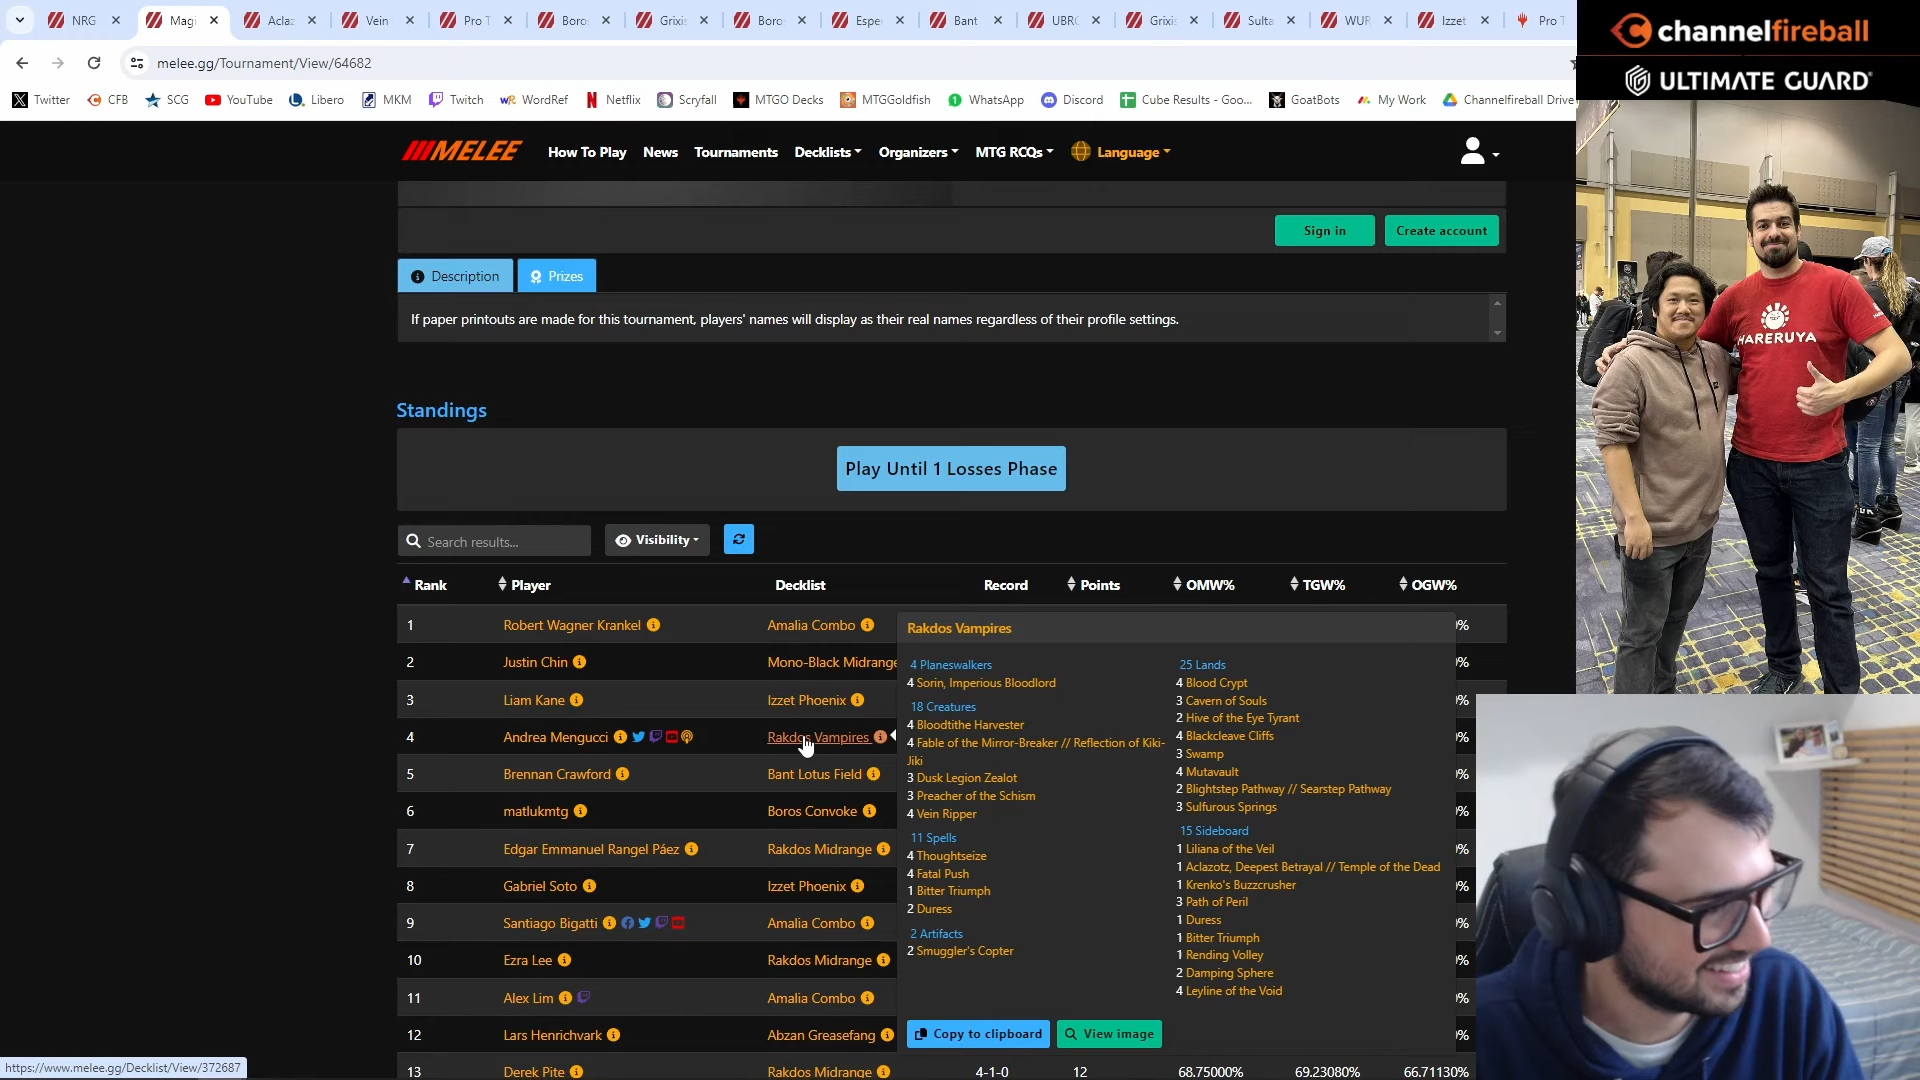 NRG
Magi
Aclaz
Vein
Pro T
Boros
Grixis
Boros
Espe
Bant
UBRG
Grixis
Sulta
WUR
Izzet
Pro T
melee.gg/Tournament/View/64682
Twitter
CFB
SCG
YouTube
Libero
MKM
Twitch
wR WordRef
Netflix
Scryfall
MTGO Decks
MTGGoldfish
WhatsApp
Discord
Cube Results - Goo...
GoatBots
My Work
Channelfireball Drive
channelfireball
ULTIMATE GUARD
MELEE
How To Play
News
Tournaments
Decklists
Organizers
MTG RCQs
Language
Sign in
Create account
Description
Prizes
If paper printouts are made for this tournament, players' names will display as their real names regardless of their profile settings.
HARERUYA
Standings
Play Until 1 Losses Phase
Search results...
Visibility
Rank Player Decklist Record Points OMW% TGW% OGW%
1 Robert Wagner Krankel Amalia Combo
2 Justin Chin Mono-Black Midrange
3 Liam Kane Izzet Phoenix
4 Andrea Mengucci Rakdos Vampires
5 Brennan Crawford Bant Lotus Field
6 matlukmtg Boros Convoke
7 Edgar Emmanuel Rangel Páez Rakdos Midrange
8 Gabriel Soto Izzet Phoenix
9 Santiago Bigatti Amalia Combo
10 Ezra Lee Rakdos Midrange
11 Alex Lim Amalia Combo
12 Lars Henrichvark Abzan Greasefang
13 Derek Pite Rakdos Midrange 4-1-0 12 68.75000% 69.23080% 66.71130%
Rakdos Vampires
4 Planeswalkers
4 Sorin, Imperious Bloodlord
18 Creatures
4 Bloodtithe Harvester
4 Fable of the Mirror-Breaker // Reflection of Kiki-
Jiki
3 Dusk Legion Zealot
3 Preacher of the Schism
4 Vein Ripper
11 Spells
4 Thoughtseize
4 Fatal Push
1 Bitter Triumph
2 Duress
2 Artifacts
2 Smuggler's Copter
25 Lands
4 Blood Crypt
3 Cavern of Souls
2 Hive of the Eye Tyrant
4 Blackcleave Cliffs
3 Swamp
4 Mutavault
2 Blightstep Pathway // Searstep Pathway
3 Sulfurous Springs
15 Sideboard
1 Liliana of the Veil
1 Aclazotz, Deepest Betrayal // Temple of the Dead
1 Krenko's Buzzcrusher
3 Path of Peril
1 Duress
1 Bitter Triumph
1 Rending Volley
2 Damping Sphere
4 Leyline of the Void
Copy to clipboard
View image
https://www.melee.gg/Decklist/View/372687